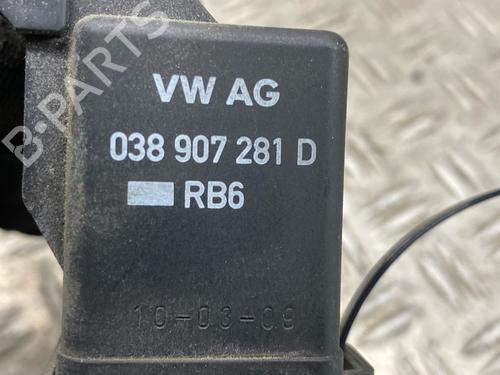 B-PARTS
VW AG
038 907 281 D
RB6
10-03-09